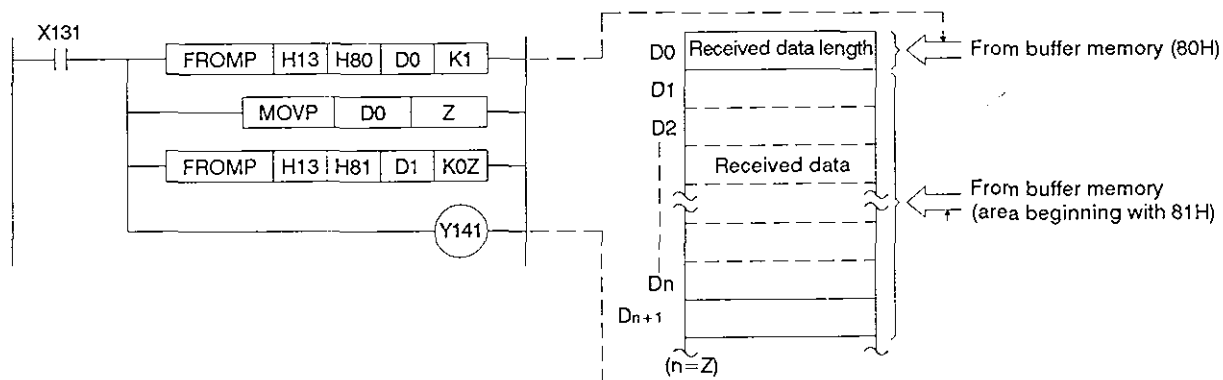 X131
FROMP H13 H80 D0 K1
MOVP D0 Z
FROMP H13 H81 D1 K0Z
Y141
D0 Received data length
D1
D2
Received data
Dn
Dn+1
(n=Z)
From buffer memory (80H)
From buffer memory
(area beginning with 81H)